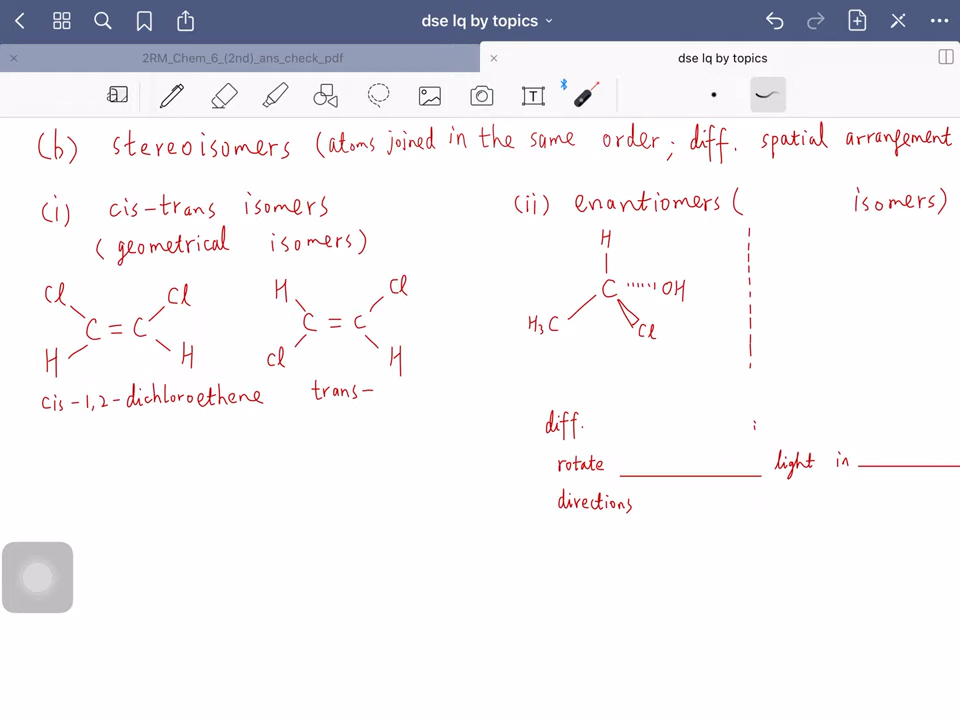 dse lq by topics
2RM_Chem_6_(2nd)_ans_check_pdf
dse lq by topics
T
(b) stereoisomers (atoms joined in the same order; diff. spatial arrangement
(i) cis-trans isomers
(geometrical isomers)
(ii) enantiomers ( isomers)
Cl Cl
C = C
H H
cis-1,2-dichloroethene
H Cl
C = C
Cl H
trans-
H
C OH
H₃C Cl
diff.
rotate ________ light in ________
directions